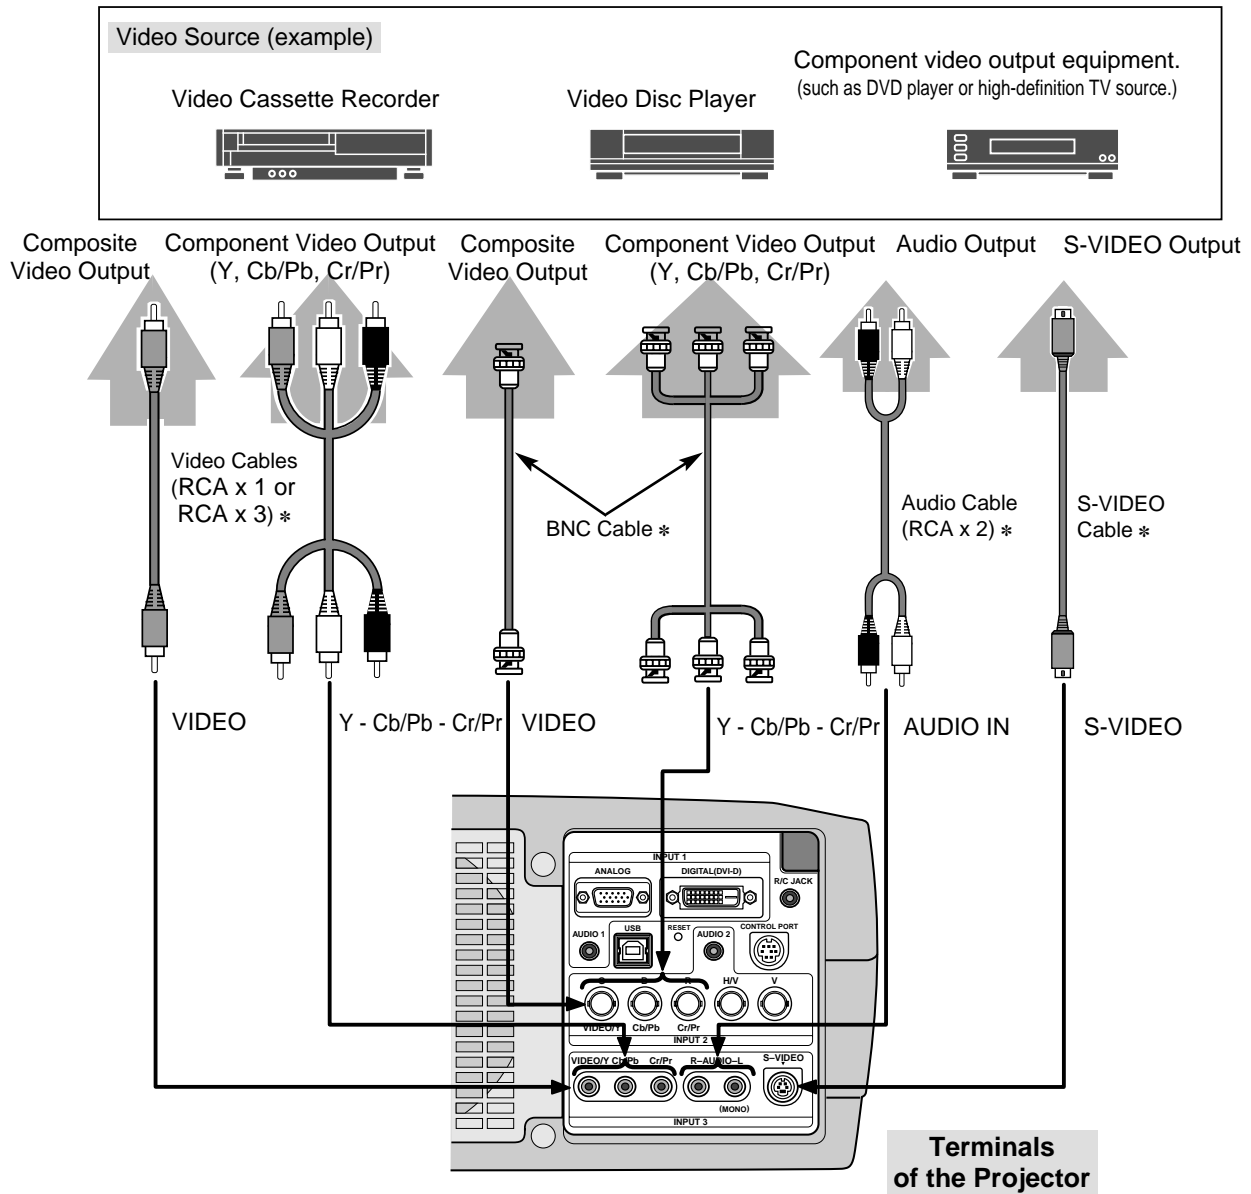 Video Source (example)
Component video output equipment.
(such as DVD player or high-definition TV source.)
Video Cassette Recorder
Video Disc Player
Composite
Video Output
Component Video Output
(Y, Cb/Pb, Cr/Pr)
Composite
Video Output
Component Video Output
(Y, Cb/Pb, Cr/Pr)
Audio Output
S-VIDEO Output
Video Cables
(RCA x 1 or
RCA x 3) *
BNC Cable *
Audio Cable
(RCA x 2) *
S-VIDEO
Cable *
VIDEO
Y - Cb/Pb - Cr/Pr
VIDEO
Y - Cb/Pb - Cr/Pr
AUDIO IN
S-VIDEO
INPUT 1
ANALOG
DIGITAL(DVI-D)
R/C JACK
AUDIO 1
USB
RESET
AUDIO 2
CONTROL PORT
G
B
R
H/V
V
VIDEO/Y
Cb/Pb
Cr/Pr
INPUT 2
VIDEO/Y
Cb/Pb
Cr/Pr
R–AUDIO–L
S–VIDEO
(MONO)
INPUT 3
Terminals
of the Projector